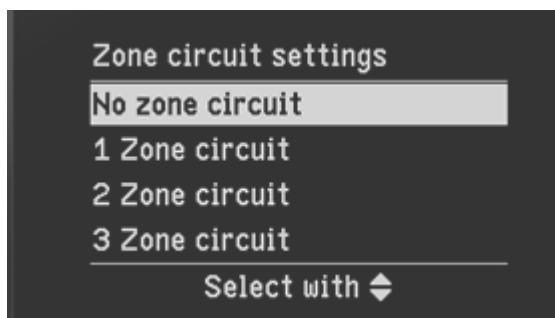 Zone circuit settings
No zone circuit
1 Zone circuit
2 Zone circuit
3 Zone circuit
Select with